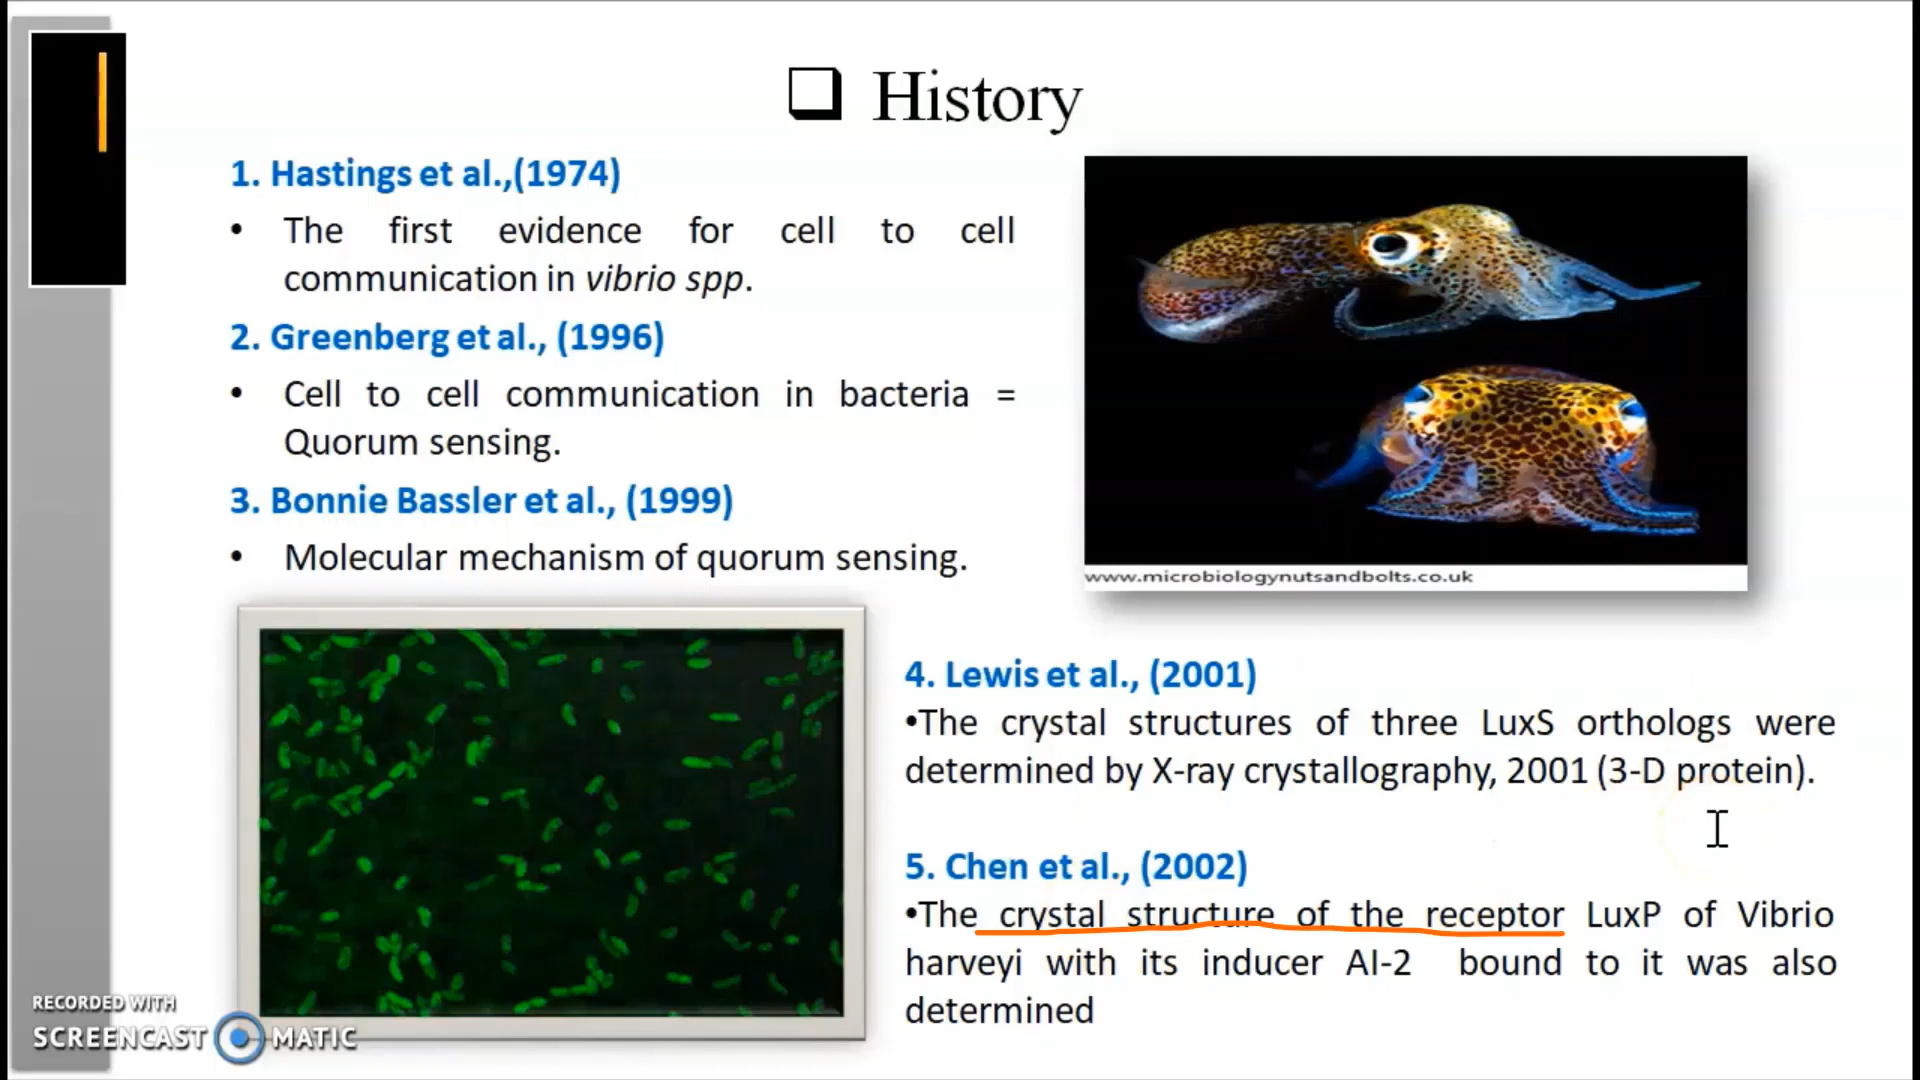 ❑ History
1. Hastings et al.,(1974)
• The first evidence for cell to cell
communication in vibrio spp.
2. Greenberg et al., (1996)
• Cell to cell communication in bacteria =
Quorum sensing.
3. Bonnie Bassler et al., (1999)
• Molecular mechanism of quorum sensing.
www.microbiologynutsandbolts.co.uk
4. Lewis et al., (2001)
•The crystal structures of three LuxS orthologs were
determined by X-ray crystallography, 2001 (3-D protein).
5. Chen et al., (2002)
•The crystal structure of the receptor LuxP of Vibrio
harveyi with its inducer AI-2 bound to it was also
determined
RECORDED WITH
SCREENCAST MATIC